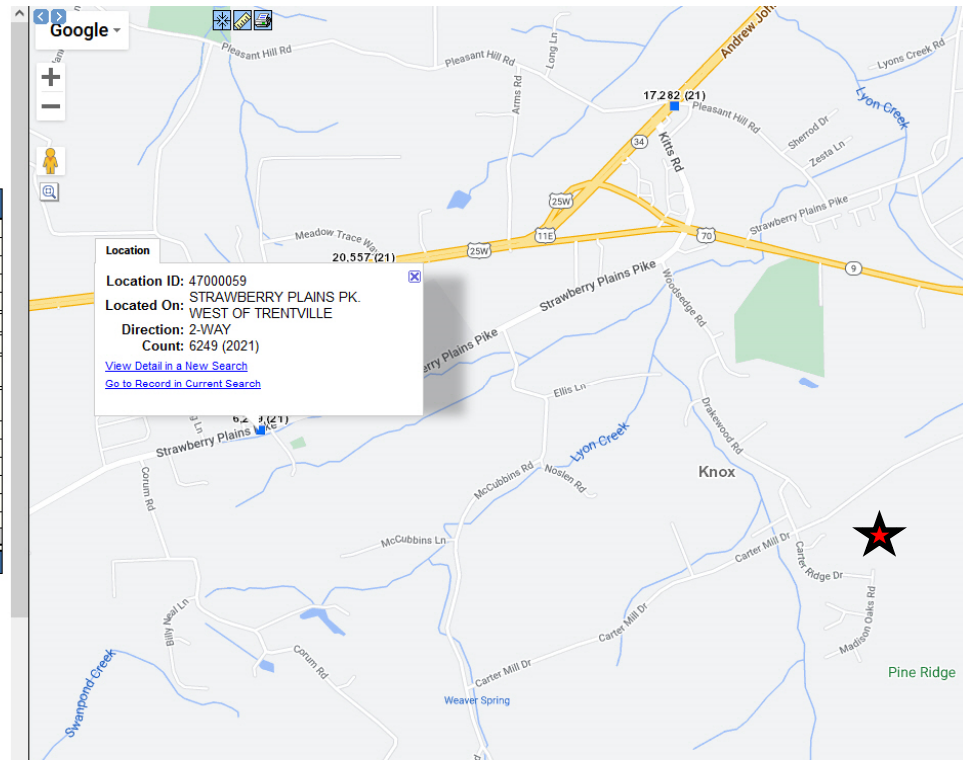 Google
Pleasant Hill Rd
Pleasant Hill Rd
Long Ln
Andrew Joh
Lyons Creek Rd
Lyon Creek
Arms Rd
17,282 (21)
Pleasant Hill Rd
Sherrod Dr
Zesta Ln
34
Kitts Rd
25W
Strawberry Plains Pike
Meadow Trace Way
11E
70
20,557 (21)
25W
9
Location
Location ID: 47000059
Located On: STRAWBERRY PLAINS PK.
WEST OF TRENTVILLE
Direction: 2-WAY
Count: 6249 (2021)
View Detail in a New Search
Go to Record in Current Search
Strawberry Plains Pike
Woodsedge Rd
erry Plains Pike
Ellis Ln
Drakewood Rd
6,2
(21)
Strawberry Plains Pike
Lyon Creek
Corum Rd
McCubbins Rd
Noslen Rd
Knox
McCubbins Ln
Carter Mill Dr
Carter Ridge Dr
Madison Oaks Rd
Billy Neal Ln
Carter Mill Dr
Corum Rd
Swanpond Creek
Carter Mill Dr
Pine Ridge
Weaver Spring